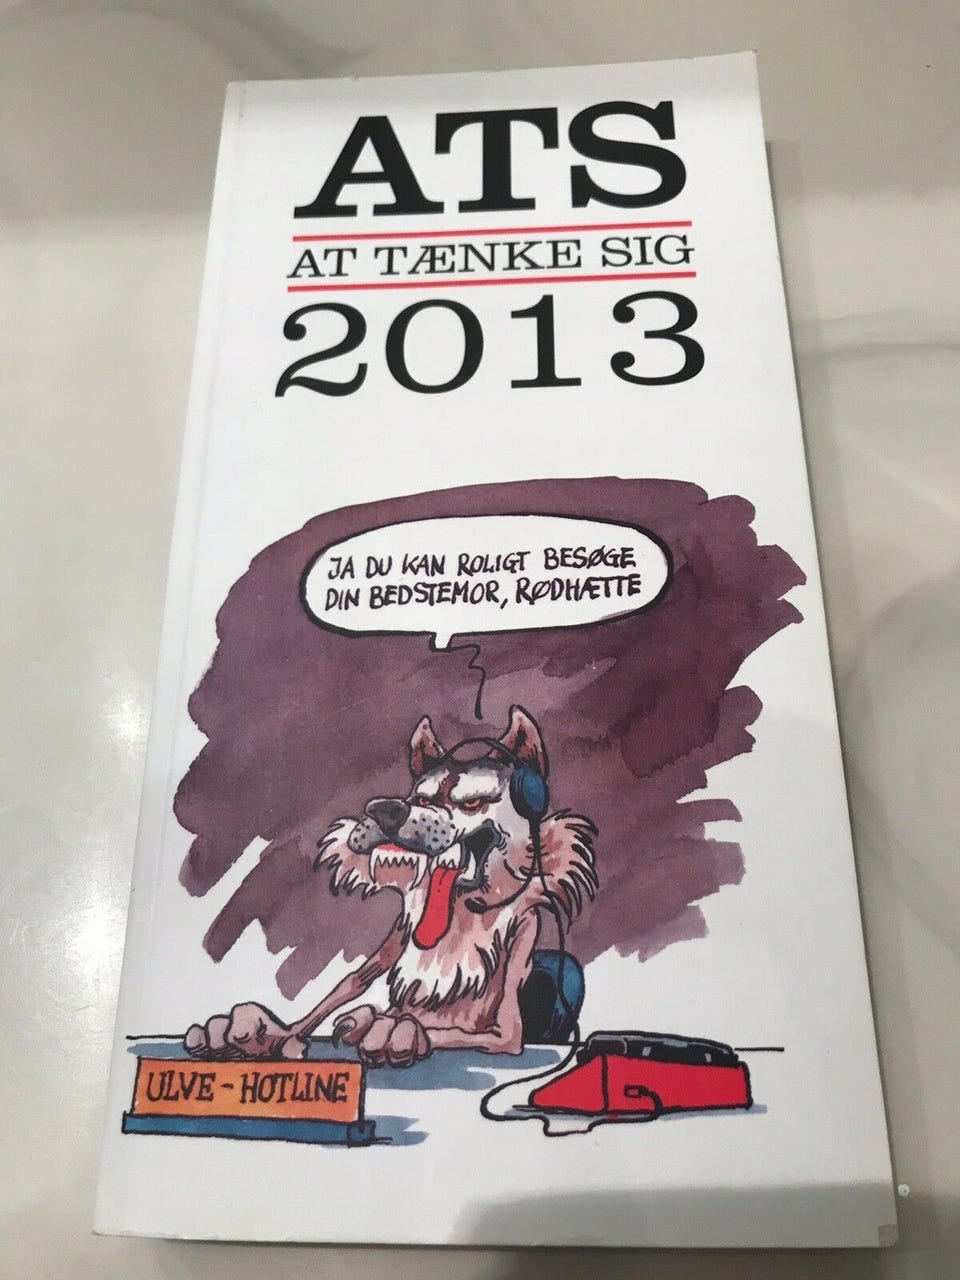 ATS
AT TÆNKE SIG
2013
JA DU KAN ROLIGT BESØGE
DIN BEDSTEMOR, RØDHÆTTE
ULVE - HOTLINE